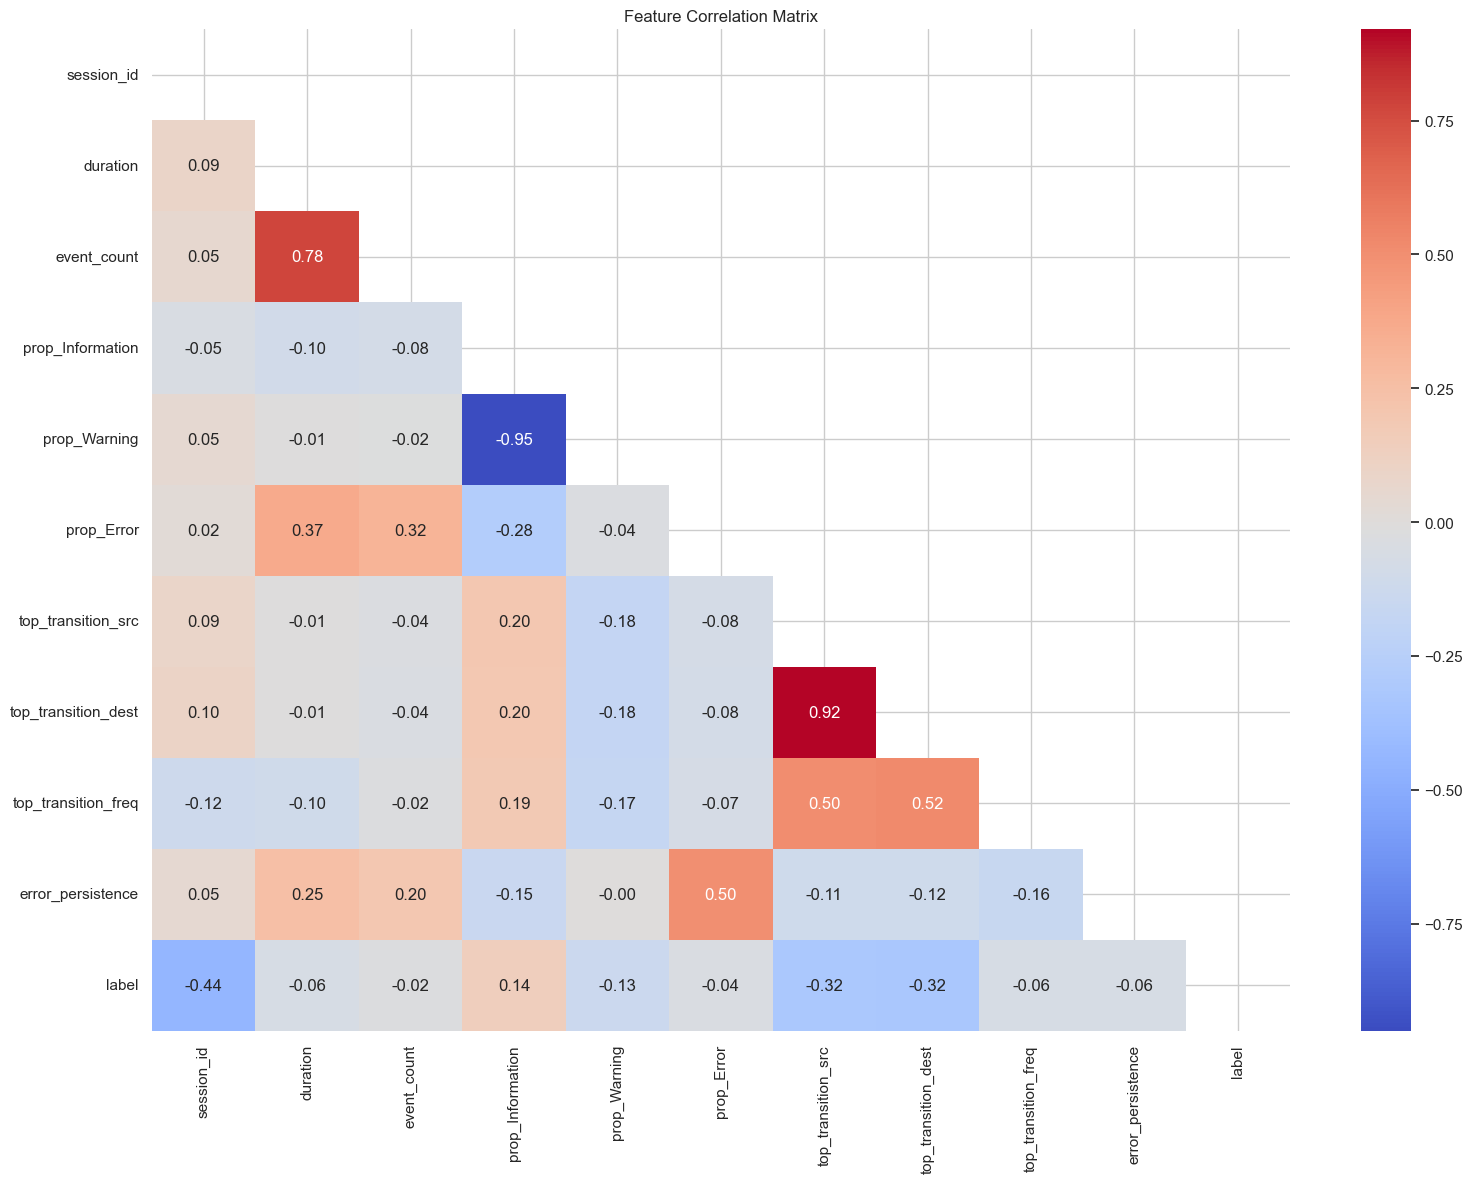 Feature Correlation Matrix
session_id
duration 0.09
event_count 0.05 0.78
prop_Information -0.05 -0.10 -0.08
prop_Warning 0.05 -0.01 -0.02 -0.95
prop_Error 0.02 0.37 0.32 -0.28 -0.04
top_transition_src 0.09 -0.01 -0.04 0.20 -0.18 -0.08
top_transition_dest 0.10 -0.01 -0.04 0.20 -0.18 -0.08 0.92
top_transition_freq -0.12 -0.10 -0.02 0.19 -0.17 -0.07 0.50 0.52
error_persistence 0.05 0.25 0.20 -0.15 -0.00 0.50 -0.11 -0.12 -0.16
label -0.44 -0.06 -0.02 0.14 -0.13 -0.04 -0.32 -0.32 -0.06 -0.06
session_id
duration
event_count
prop_Information
prop_Warning
prop_Error
top_transition_src
top_transition_dest
top_transition_freq
error_persistence
label
0.75
0.50
0.25
0.00
−0.25
−0.50
−0.75